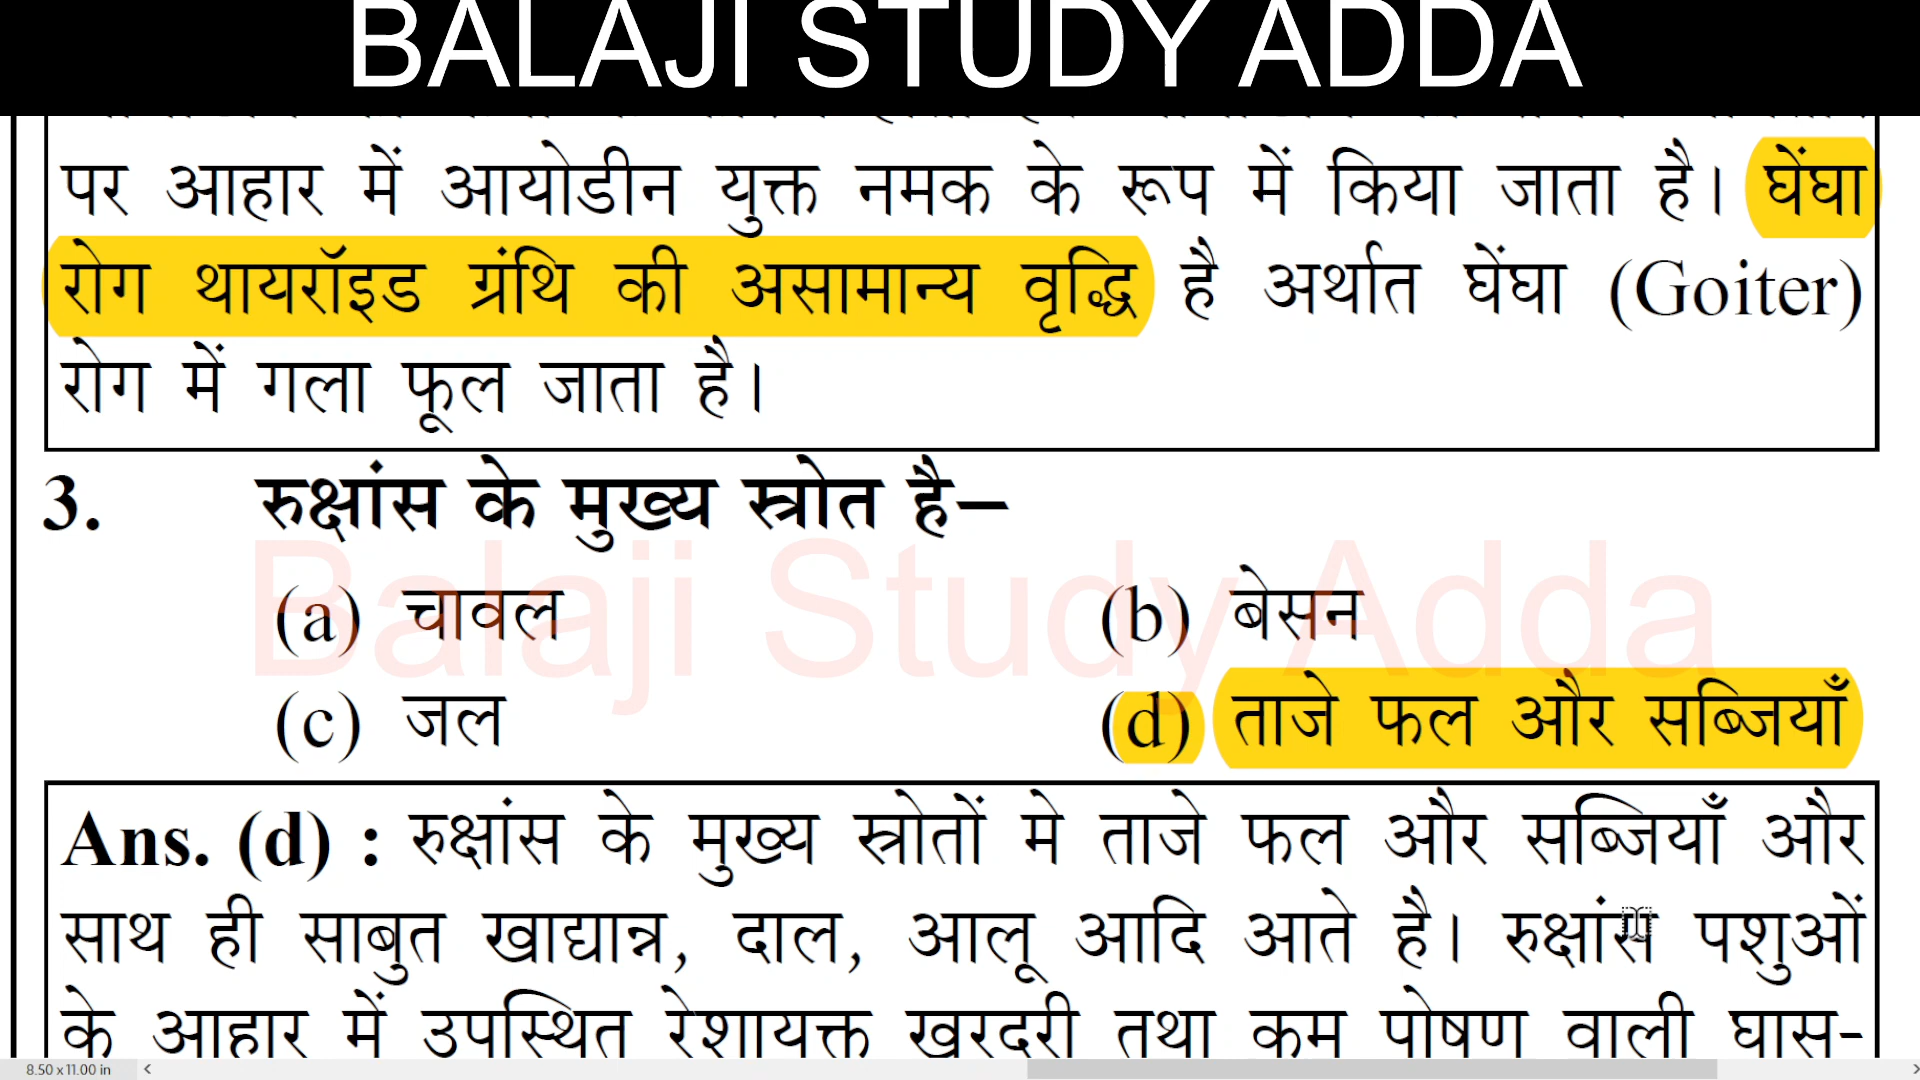 BALAJI STUDY ADDA
पर आहार में आयोडीन युक्त नमक के रूप में किया जाता है। घेंघा
रोग थायरॉइड ग्रंथि की असामान्य वृद्धि है अर्थात घेंघा (Goiter)
रोग में गला फूल जाता है।
3. रुक्षांस के मुख्य स्त्रोत है–
Balaji Study Adda
(a) चावल (b) बेसन
(c) जल (d) ताजे फल और सब्जियाँ
Ans. (d) : रुक्षांस के मुख्य स्त्रोतों मे ताजे फल और सब्जियाँ और
साथ ही साबुत खाद्यान्न, दाल, आलू आदि आते है। रुक्षांस पशुओं
के आहार में उपस्थित रेशायुक्त खुरदरी तथा कम पोषण वाली घास-
8.50 x 11.00 in